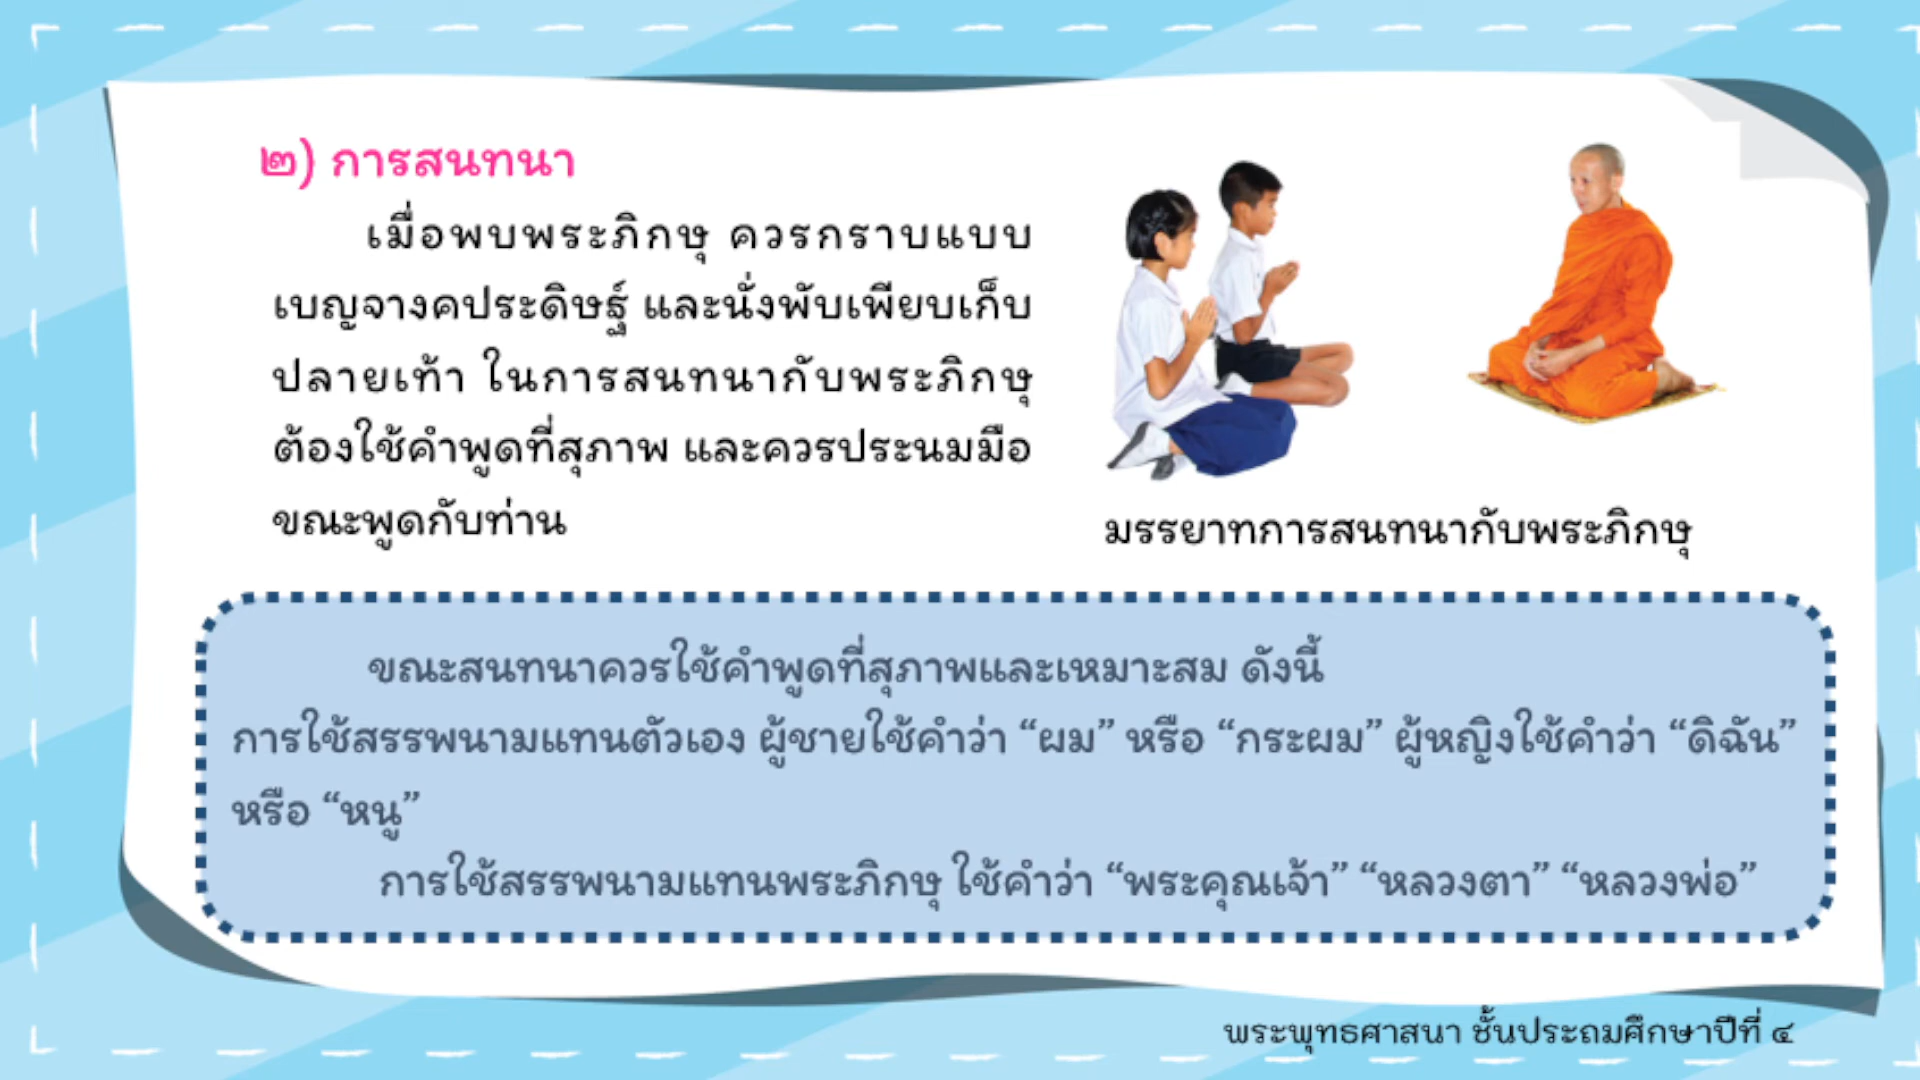 ๒) การสนทนา
เมื่อพบพระภิกษุ ควรกราบแบบ
เบญจางคประดิษฐ์ และนั่งพับเพียบเก็บ
ปลายเท้า ในการสนทนากับพระภิกษุ
ต้องใช้คำพูดที่สุภาพ และควรประนมมือ
ขณะพูดกับท่าน
มรรยาทการสนทนากับพระภิกษุ
ขณะสนทนาควรใช้คำพูดที่สุภาพและเหมาะสม ดังนี้
การใช้สรรพนามแทนตัวเอง ผู้ชายใช้คำว่า “ผม” หรือ “กระผม” ผู้หญิงใช้คำว่า “ดิฉัน”
หรือ “หนู”
การใช้สรรพนามแทนพระภิกษุ ใช้คำว่า “พระคุณเจ้า” “หลวงตา” “หลวงพ่อ”
พระพุทธศาสนา ชั้นประถมศึกษาปีที่ ๔